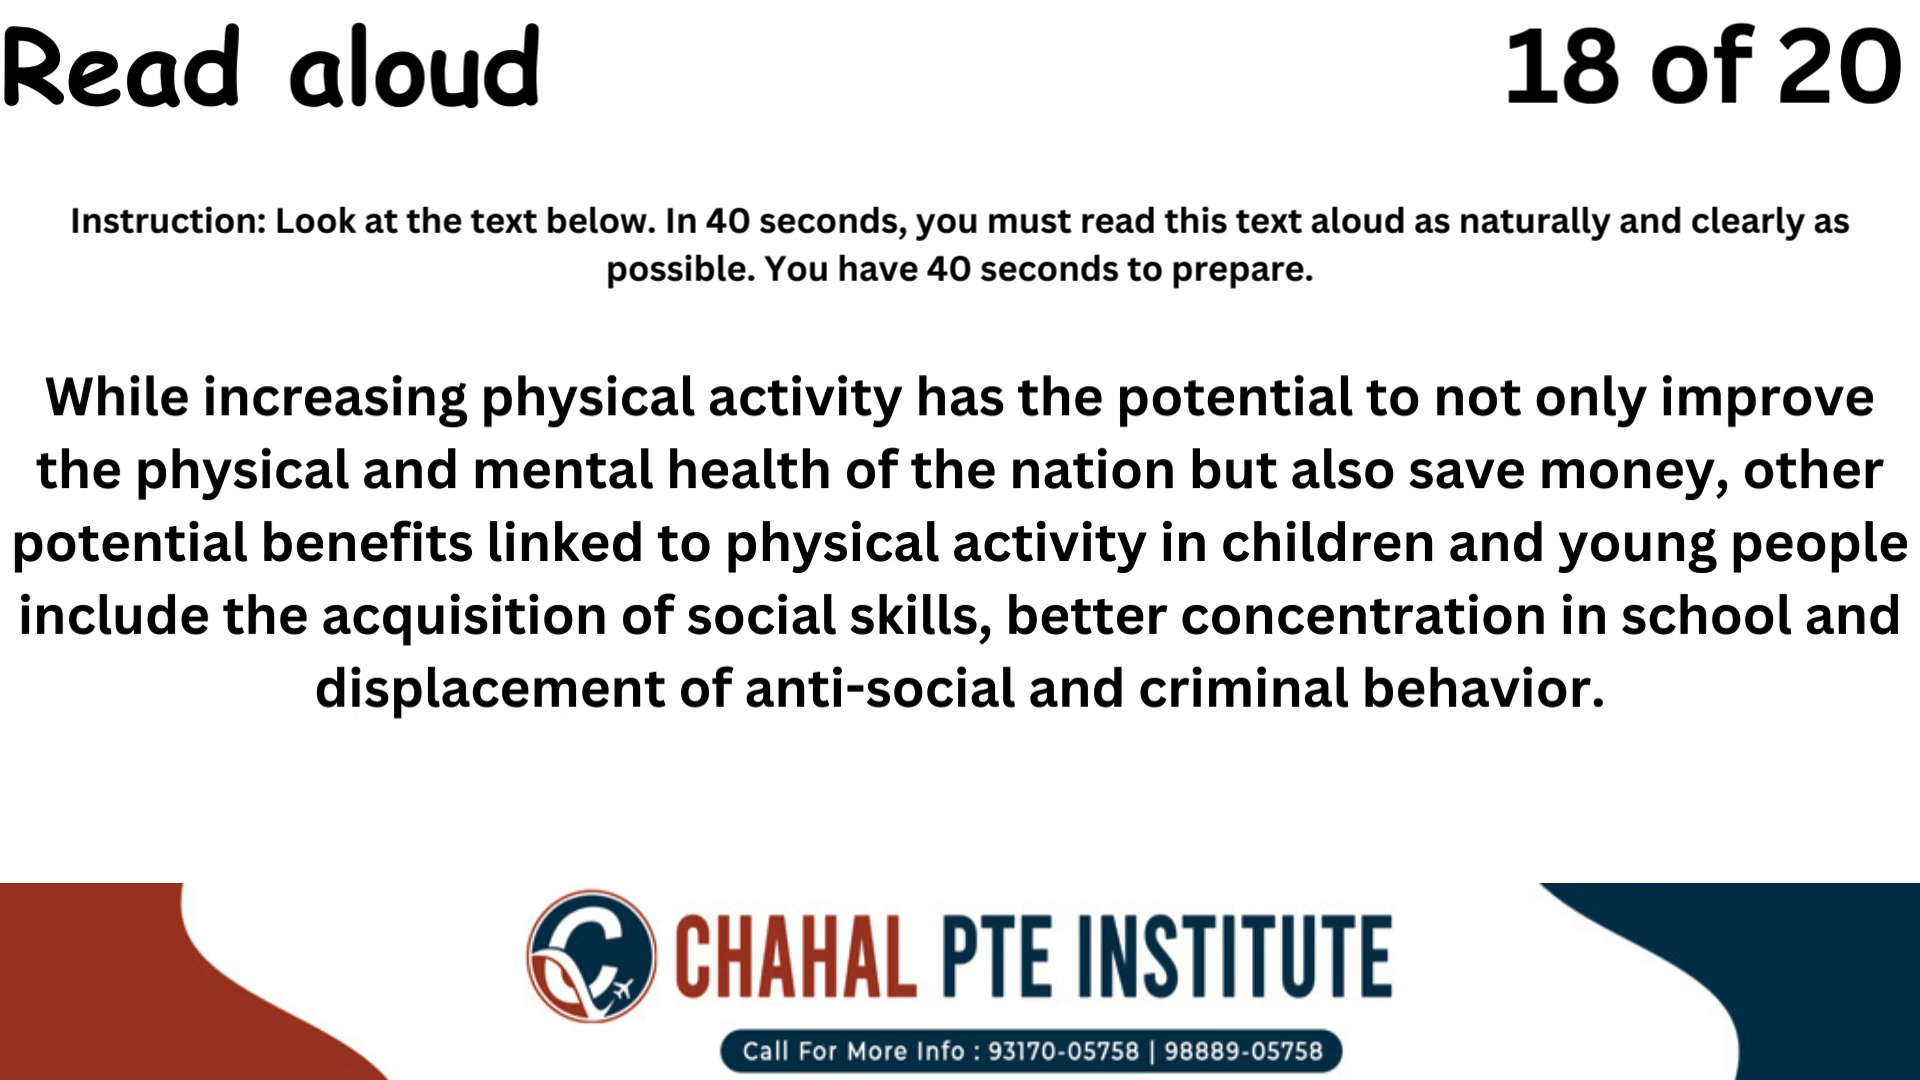 Read aloud
18 of 20
Instruction: Look at the text below. In 40 seconds, you must read this text aloud as naturally and clearly as
possible. You have 40 seconds to prepare.
While increasing physical activity has the potential to not only improve
the physical and mental health of the nation but also save money, other
potential benefits linked to physical activity in children and young people
include the acquisition of social skills, better concentration in school and
displacement of anti-social and criminal behavior.
CHAHAL PTE INSTITUTE
Call For More Info : 93170-05758 | 98889-05758